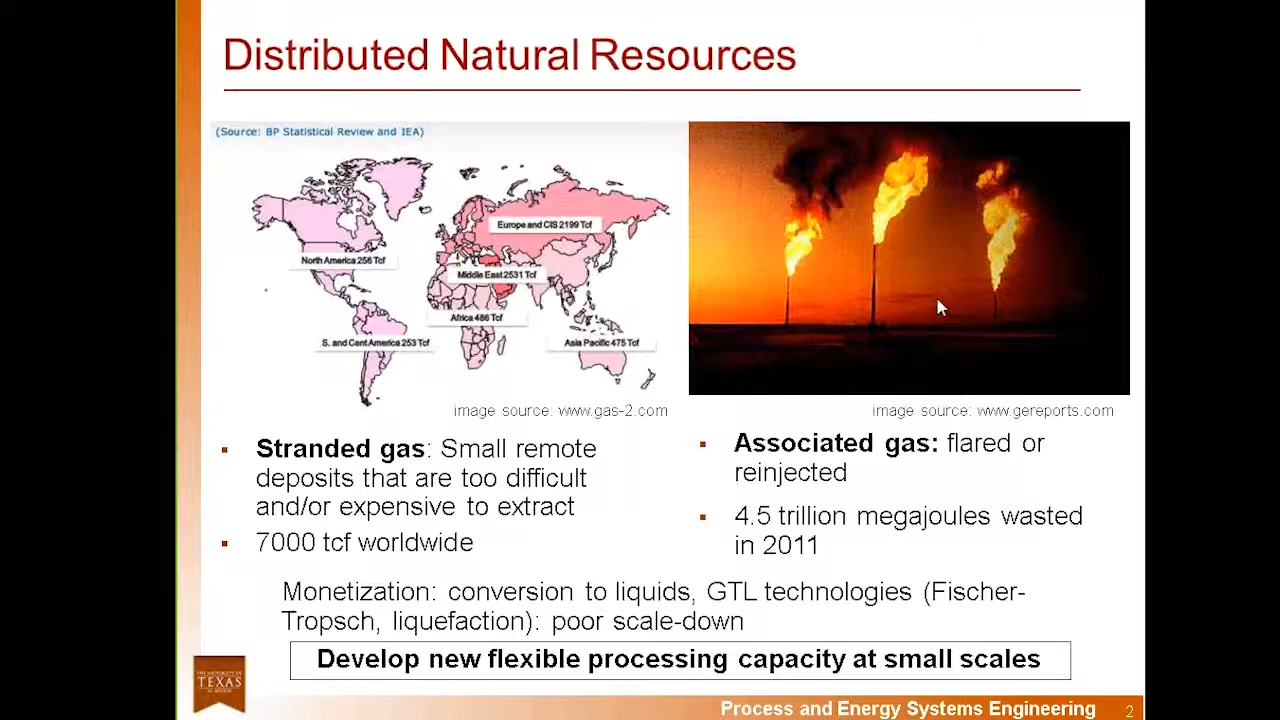 Distributed Natural Resources
(Source: BP Statistical Review and IEA)
Europe and CIS 2199 Tcf
North America 256 Tcf
Middle East 2531 Tcf
Africa 486 Tcf
S. and Cent America 253 Tcf
Asia Pacific 475 Tcf
image source: www.gas-2.com
image source: www.gereports.com
▪ Stranded gas: Small remote
deposits that are too difficult
and/or expensive to extract
▪ 7000 tcf worldwide
▪ Associated gas: flared or
reinjected
▪ 4.5 trillion megajoules wasted
in 2011
Monetization: conversion to liquids, GTL technologies (Fischer-
Tropsch, liquefaction): poor scale-down
Develop new flexible processing capacity at small scales
THE UNIVERSITY OF
TEXAS
AT AUSTIN
Process and Energy Systems Engineering 2